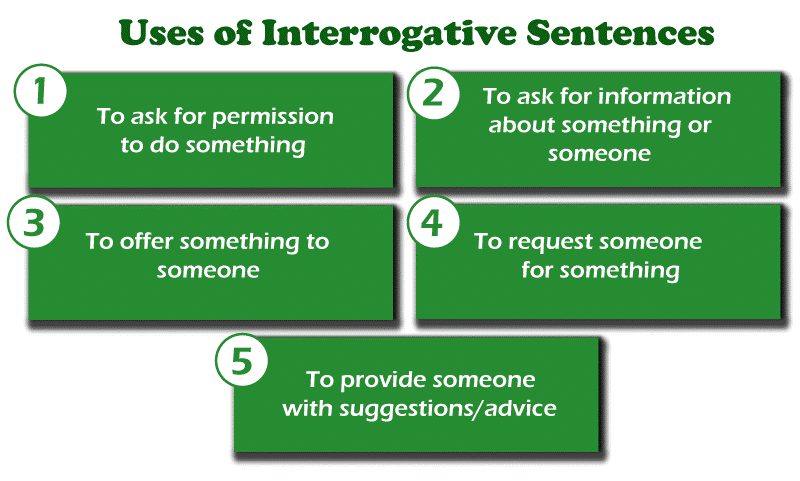 Uses of Interrogative Sentences
1
To ask for permission
to do something
2
To ask for information
about something or
someone
3
To offer something to
someone
4
To request someone
for something
5
To provide someone
with suggestions/advice